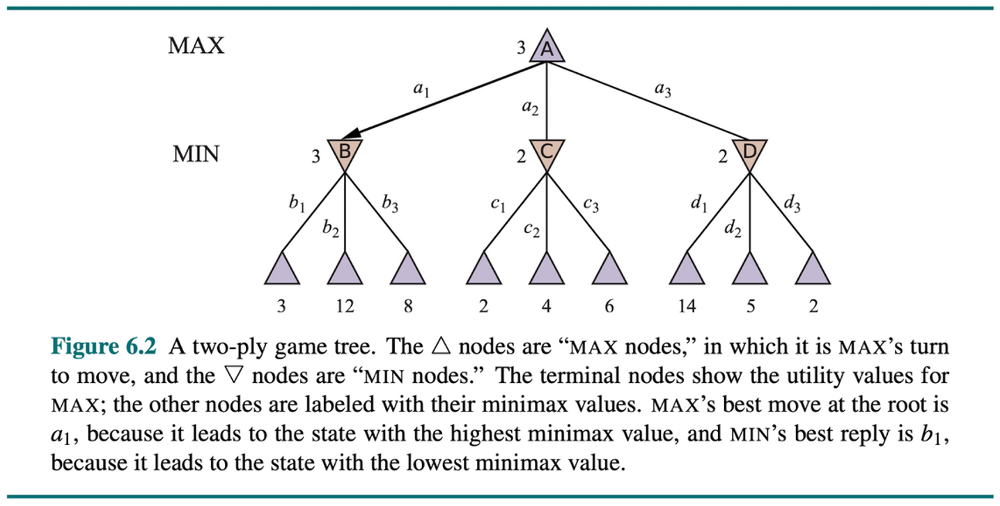 MAX
3 A
a1 a2 a3
MIN
3 B 2 C 2 D
b1 b2 b3 c1 c2 c3 d1 d2 d3
3 12 8 2 4 6 14 5 2
Figure 6.2 A two-ply game tree. The △ nodes are “MAX nodes,” in which it is MAX’s turn
to move, and the ▽ nodes are “MIN nodes.” The terminal nodes show the utility values for
MAX; the other nodes are labeled with their minimax values. MAX’s best move at the root is
a1, because it leads to the state with the highest minimax value, and MIN’s best reply is b1,
because it leads to the state with the lowest minimax value.